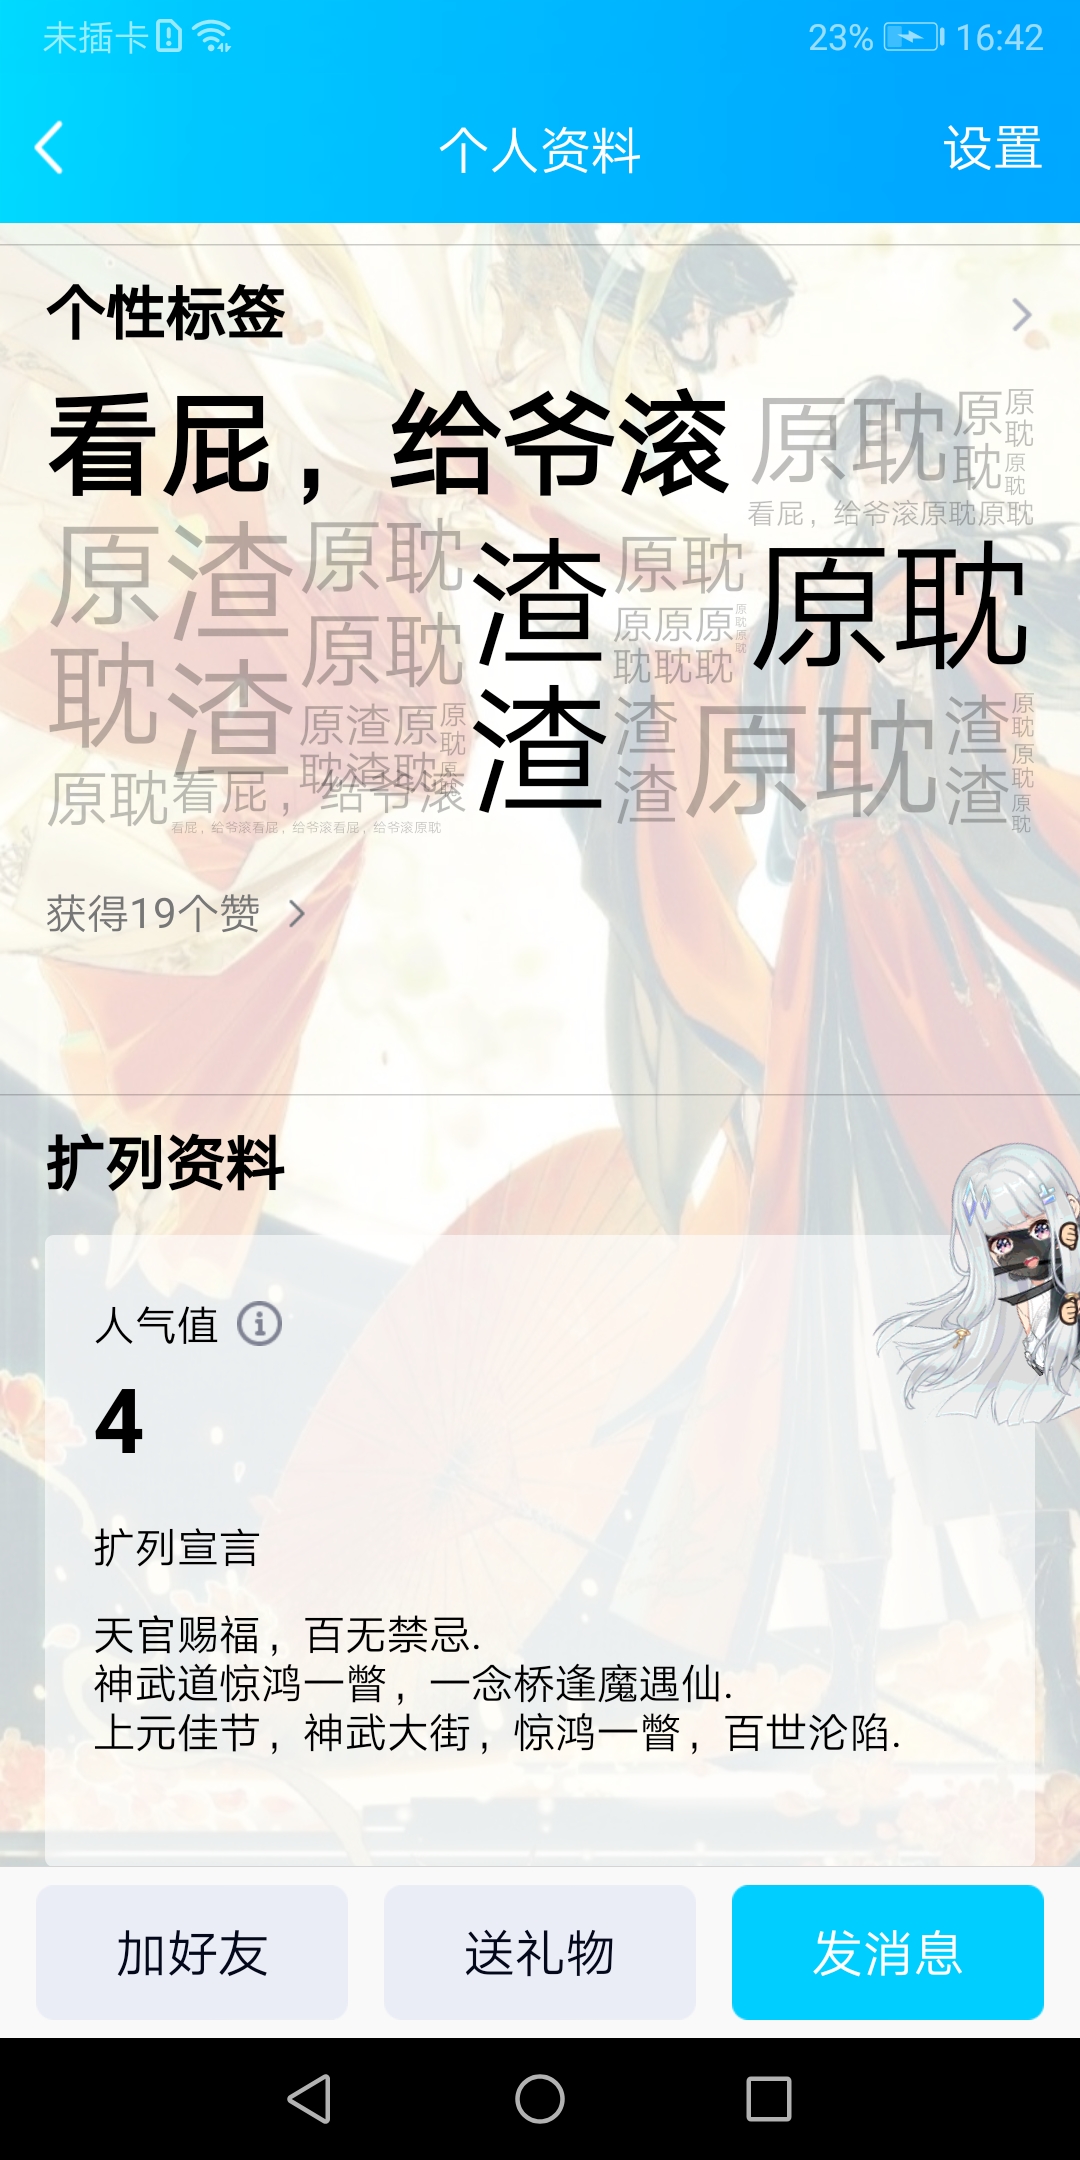 未插卡 23% 16:42
个人资料 设置
个性标签
看屁，给爷滚 原耽 原耽 原耽 原耽
看屁，给爷滚原耽原耽
原耽 渣 渣 原耽 原耽 渣 渣 原耽 原耽
原耽 原耽 原耽 原耽
原耽 渣渣 原耽 原耽
渣 渣 原耽 渣 渣 原耽 原耽 原耽
原耽 看屁，给爷滚
看屁，给爷滚看屁，给爷滚看屁，给爷滚原耽
获得19个赞
扩列资料
人气值
4
扩列宣言
天官赐福，百无禁忌.
神武道惊鸿一瞥，一念桥逢魔遇仙.
上元佳节，神武大街，惊鸿一瞥，百世沦陷.
加好友 送礼物 发消息